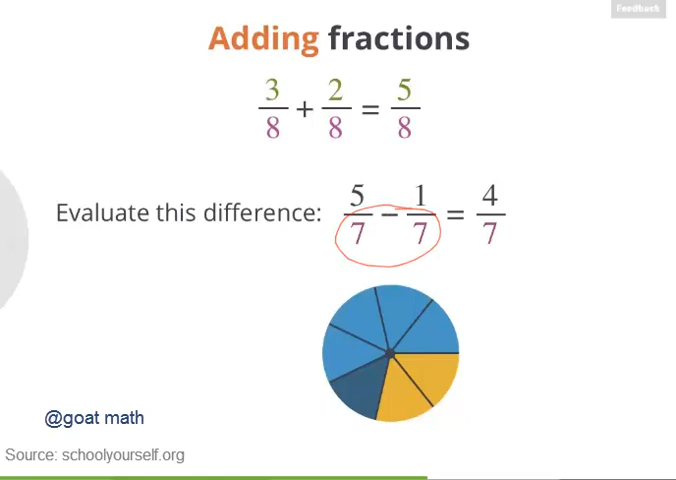 Feedback
Adding fractions
3/8 + 2/8 = 5/8
Evaluate this difference: 5/7 − 1/7 = 4/7
@goat math
Source: schoolyourself.org